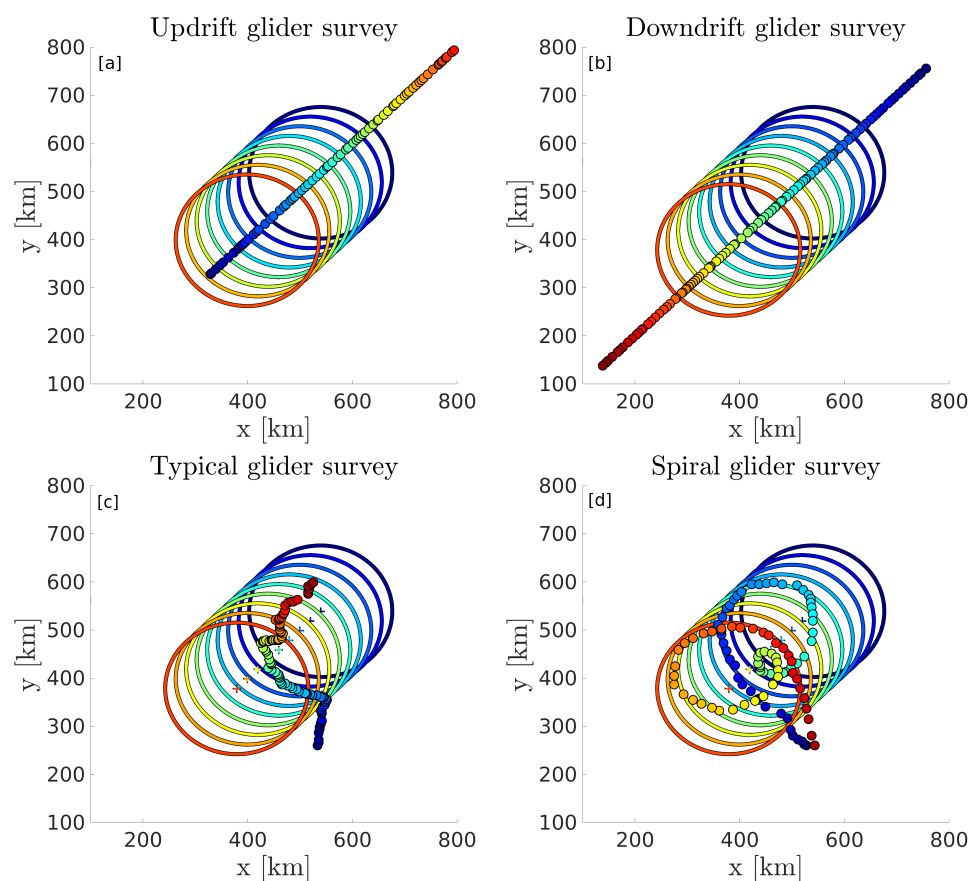 Updrift glider survey
[a]
800
700
600
500
400
300
200
100
y [km]
200 400 600 800
x [km]
Downdrift glider survey
[b]
800
700
600
500
400
300
200
100
y [km]
200 400 600 800
x [km]
Typical glider survey
[c]
800
700
600
500
400
300
200
100
y [km]
200 400 600 800
x [km]
Spiral glider survey
[d]
800
700
600
500
400
300
200
100
y [km]
200 400 600 800
x [km]